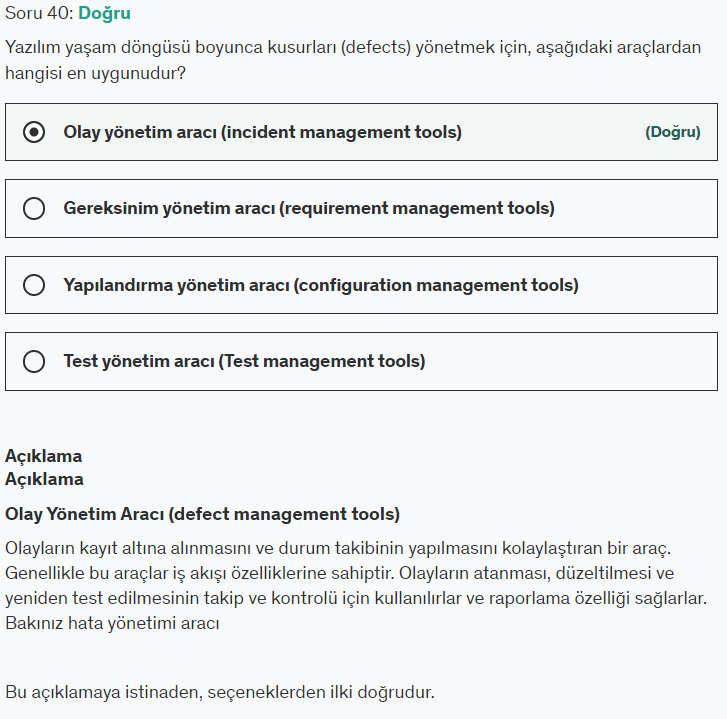 Soru 40: Doğru
Yazılım yaşam döngüsü boyunca kusurları (defects) yönetmek için, aşağıdaki araçlardan
hangisi en uygunudur?
Olay yönetim aracı (incident management tools) (Doğru)
Gereksinim yönetim aracı (requirement management tools)
Yapılandırma yönetim aracı (configuration management tools)
Test yönetim aracı (Test management tools)
Açıklama
Açıklama
Olay Yönetim Aracı (defect management tools)
Olayların kayıt altına alınmasını ve durum takibinin yapılmasını kolaylaştıran bir araç.
Genellikle bu araçlar iş akışı özelliklerine sahiptir. Olayların atanması, düzeltilmesi ve
yeniden test edilmesinin takip ve kontrolü için kullanılırlar ve raporlama özelliği sağlarlar.
Bakınız hata yönetimi aracı
Bu açıklamaya istinaden, seçeneklerden ilki doğrudur.